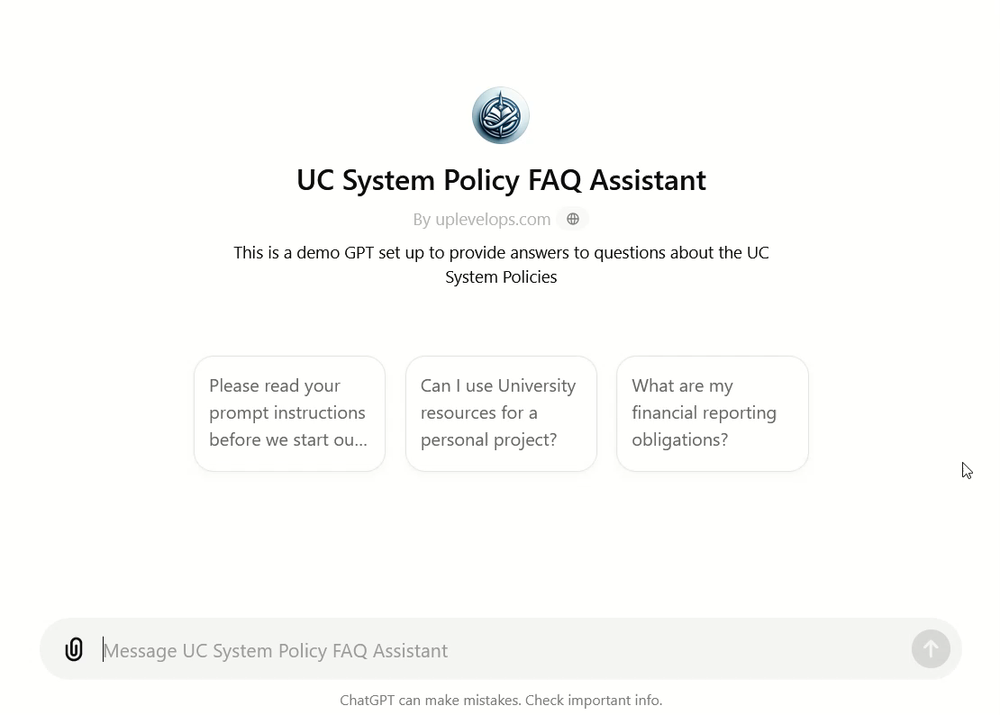 UC System Policy FAQ Assistant
By uplevelops.com
This is a demo GPT set up to provide answers to questions about the UC
System Policies
Please read your
prompt instructions
before we start ou...
Can I use University
resources for a
personal project?
What are my
financial reporting
obligations?
Message UC System Policy FAQ Assistant
ChatGPT can make mistakes. Check important info.